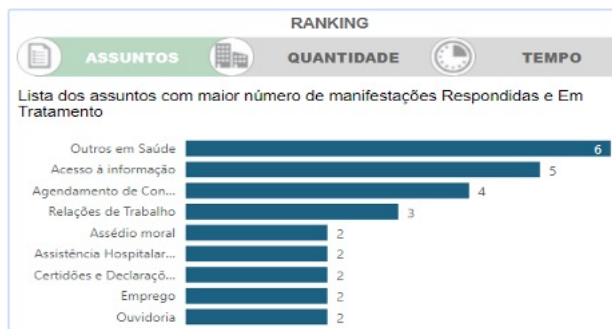 RANKING
ASSUNTOS QUANTIDADE TEMPO
Lista dos assuntos com maior número de manifestações Respondidas e Em
Tratamento
Outros em Saúde 6
Acesso à informação 5
Agendamento de Con... 4
Relações de Trabalho 3
Assédio moral 2
Assistência Hospitalar... 2
Certidões e Declaraçõ... 2
Emprego 2
Ouvidoria 2